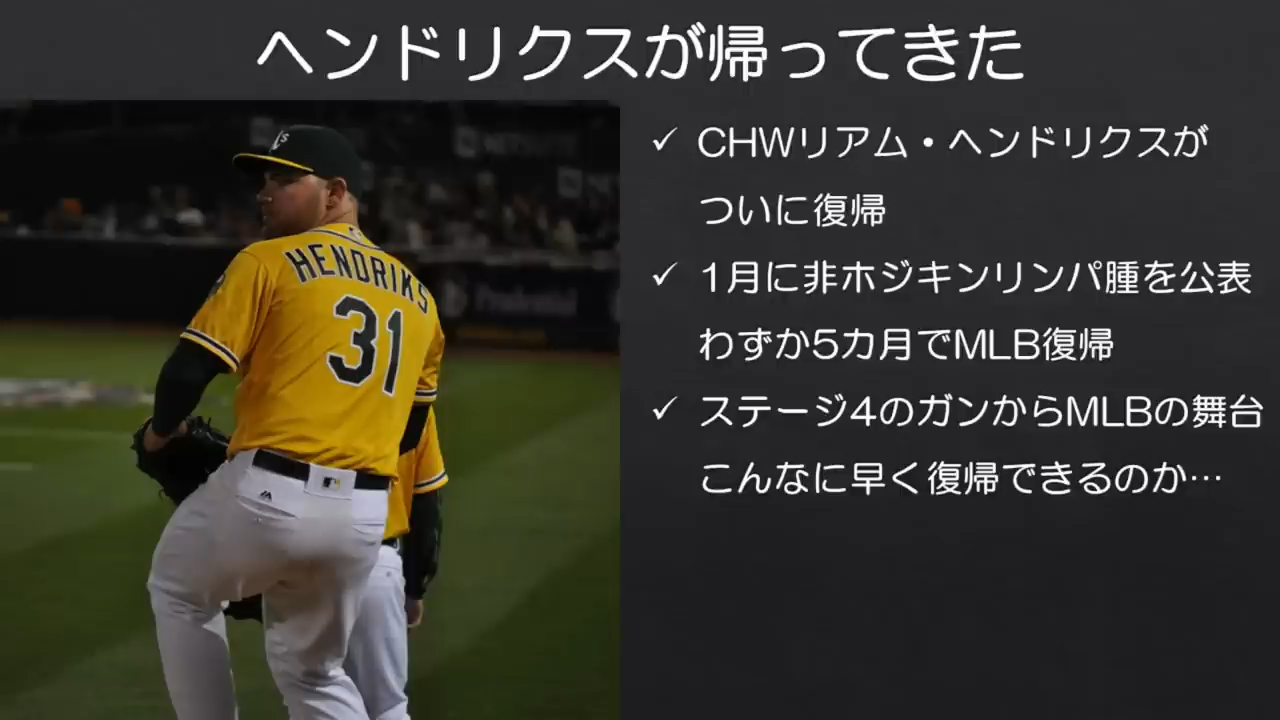 ヘンドリクスが帰ってきた
✓ CHWリアム・ヘンドリクスが
ついに復帰
✓ 1月に非ホジキンリンパ腫を公表
わずか5カ月でMLB復帰
✓ ステージ4のガンからMLBの舞台
こんなに早く復帰できるのか…
A's
HENDRIKS
31
Prudential